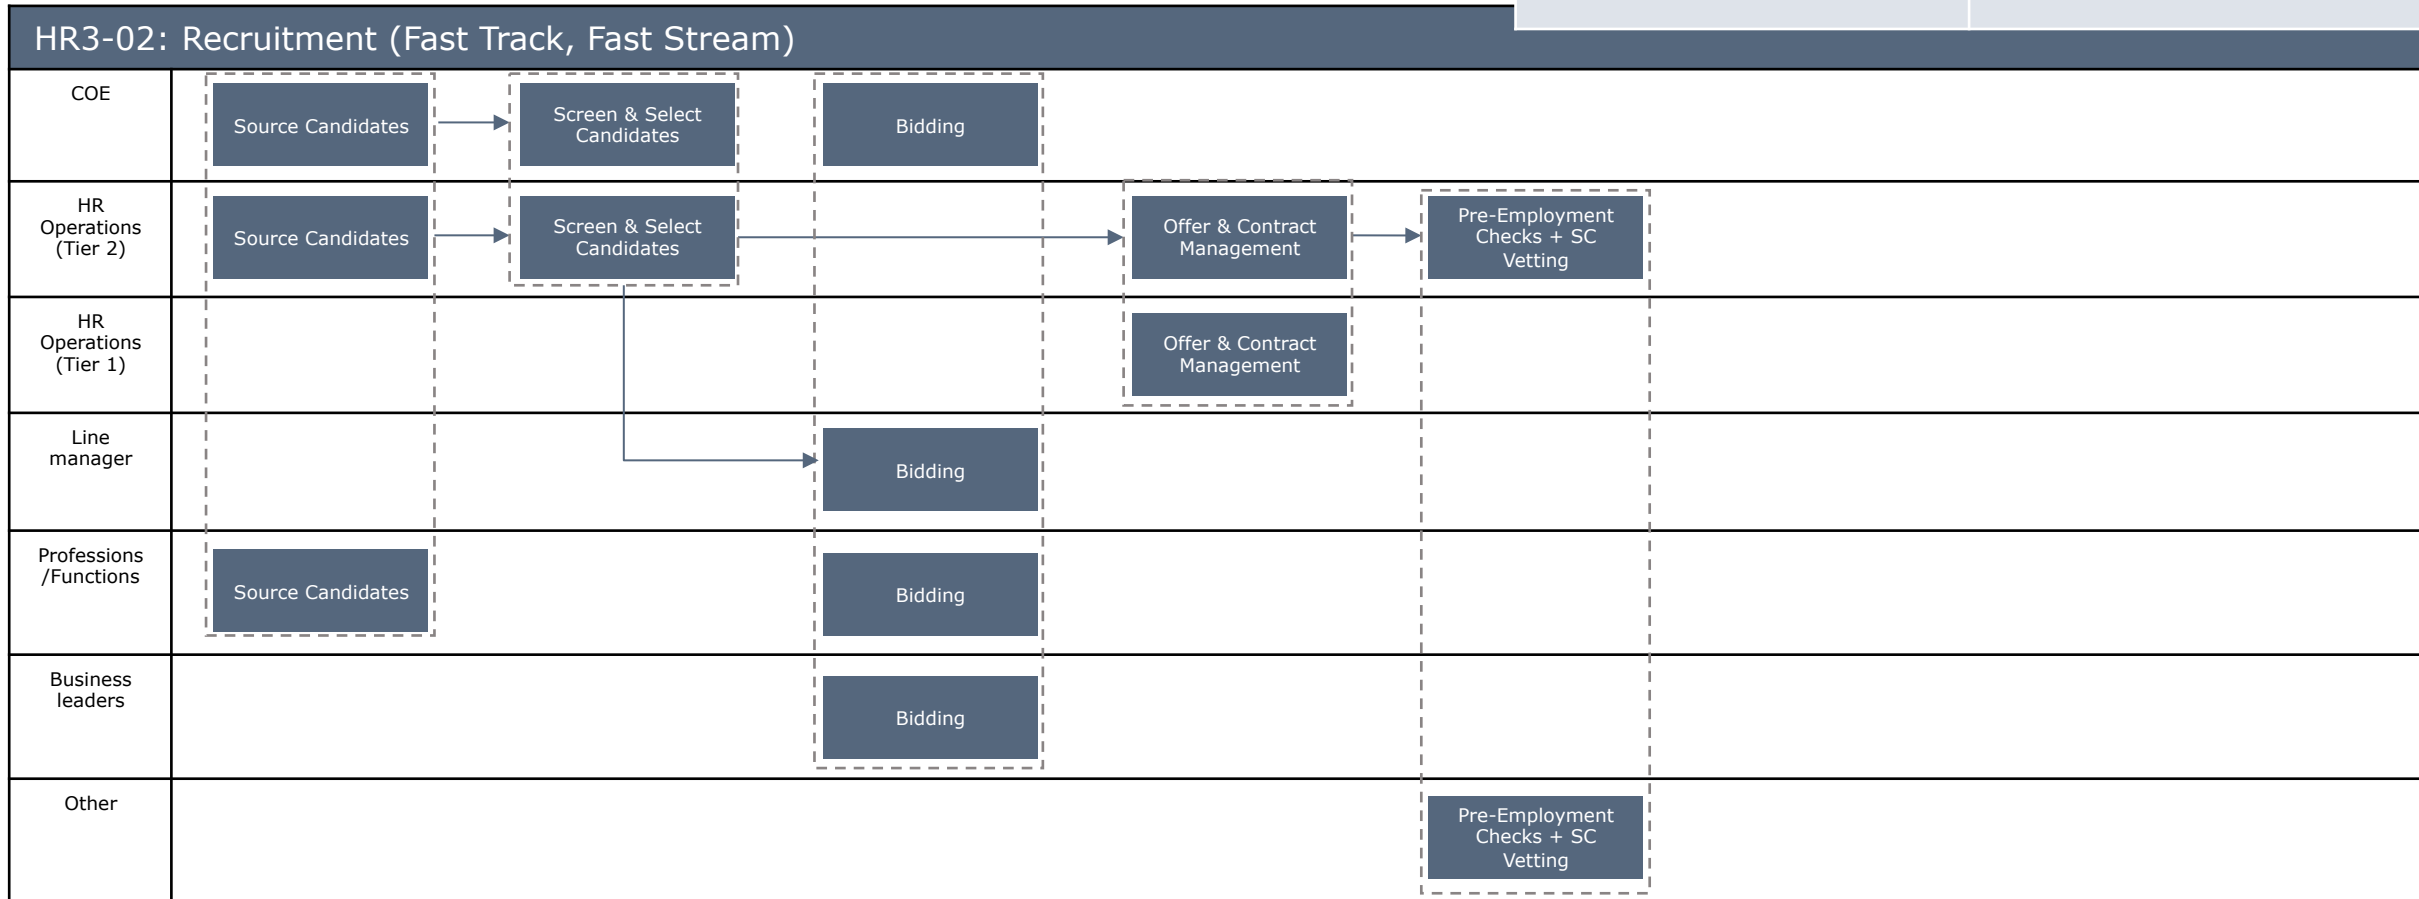 HR3-02: Recruitment (Fast Track, Fast Stream)
COE
Source Candidates
Screen & Select
Candidates
Bidding
HR
Operations
(Tier 2)
Source Candidates
Screen & Select
Candidates
Offer & Contract
Management
Pre-Employment
Checks + SC
Vetting
HR
Operations
(Tier 1)
Offer & Contract
Management
Line
manager
Bidding
Professions
/Functions
Source Candidates
Bidding
Business
leaders
Bidding
Other
Pre-Employment
Checks + SC
Vetting